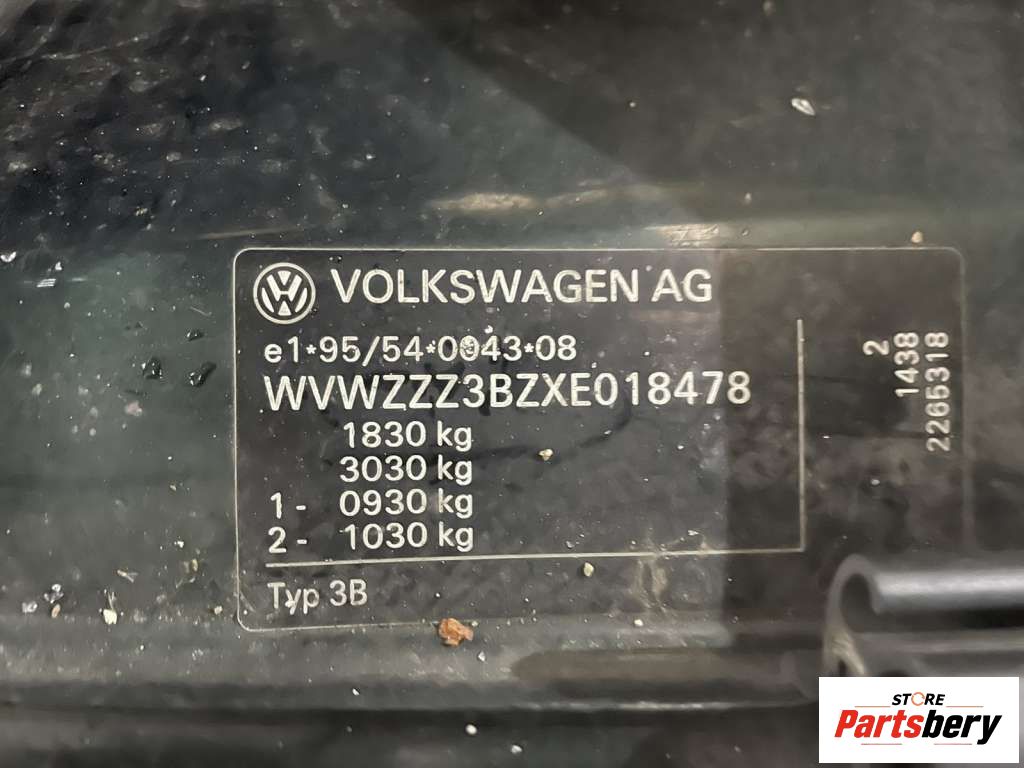 VOLKSWAGEN AG
e1*95/54*0043*08
WVWZZZ3BZXE018478
1830 kg
3030 kg
1- 0930 kg
2- 1030 kg
Typ 3B
2
1438
2265318
STORE
Partsbery